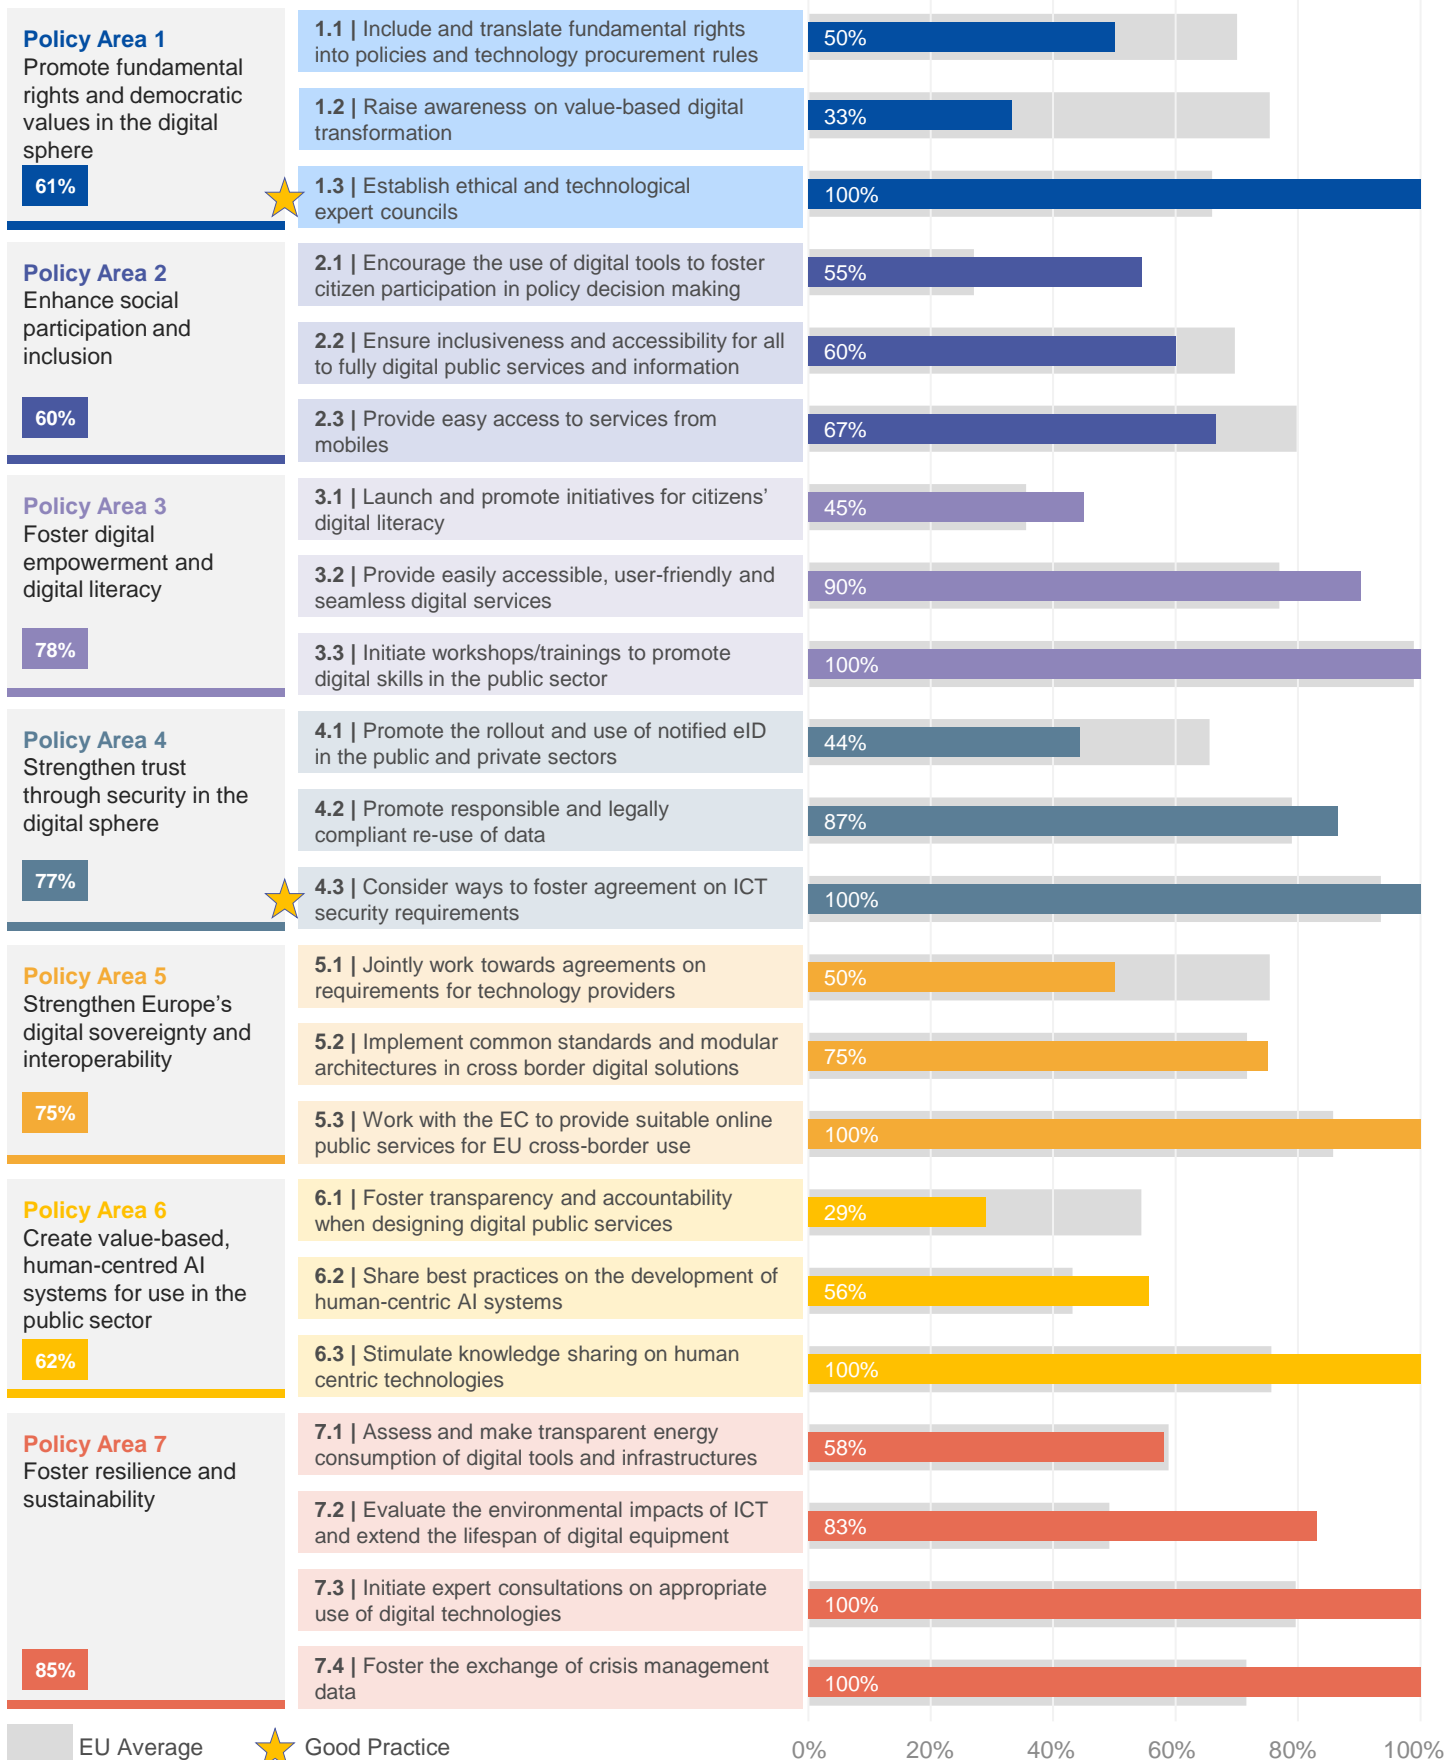 Policy Area 1
Promote fundamental
rights and democratic
values in the digital
sphere
61%
1.1 | Include and translate fundamental rights
into policies and technology procurement rules
50%
1.2 | Raise awareness on value-based digital
transformation
33%
1.3 | Establish ethical and technological
expert councils
100%
Policy Area 2
Enhance social
participation and
inclusion
60%
2.1 | Encourage the use of digital tools to foster
citizen participation in policy decision making
55%
2.2 | Ensure inclusiveness and accessibility for all
to fully digital public services and information
60%
2.3 | Provide easy access to services from
mobiles
67%
Policy Area 3
Foster digital
empowerment and
digital literacy
78%
3.1 | Launch and promote initiatives for citizens’
digital literacy
45%
3.2 | Provide easily accessible, user-friendly and
seamless digital services
90%
3.3 | Initiate workshops/trainings to promote
digital skills in the public sector
100%
Policy Area 4
Strengthen trust
through security in the
digital sphere
77%
4.1 | Promote the rollout and use of notified eID
in the public and private sectors
44%
4.2 | Promote responsible and legally
compliant re-use of data
87%
4.3 | Consider ways to foster agreement on ICT
security requirements
100%
Policy Area 5
Strengthen Europe’s
digital sovereignty and
interoperability
75%
5.1 | Jointly work towards agreements on
requirements for technology providers
50%
5.2 | Implement common standards and modular
architectures in cross border digital solutions
75%
5.3 | Work with the EC to provide suitable online
public services for EU cross-border use
100%
Policy Area 6
Create value-based,
human-centred AI
systems for use in the
public sector
62%
6.1 | Foster transparency and accountability
when designing digital public services
29%
6.2 | Share best practices on the development of
human-centric AI systems
56%
6.3 | Stimulate knowledge sharing on human
centric technologies
100%
Policy Area 7
Foster resilience and
sustainability
85%
7.1 | Assess and make transparent energy
consumption of digital tools and infrastructures
58%
7.2 | Evaluate the environmental impacts of ICT
and extend the lifespan of digital equipment
83%
7.3 | Initiate expert consultations on appropriate
use of digital technologies
100%
7.4 | Foster the exchange of crisis management
data
100%
EU Average
Good Practice
0% 20% 40% 60% 80% 100%